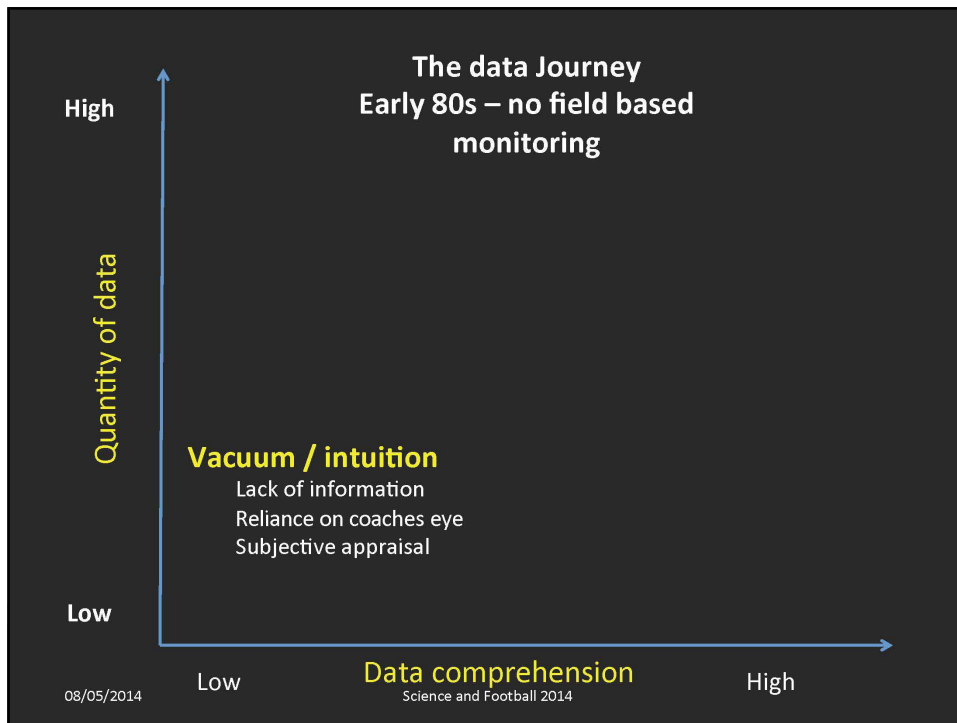 The data Journey
Early 80s – no field based
monitoring
High
Quantity of data
Vacuum / intuition
Lack of information
Reliance on coaches eye
Subjective appraisal
Low
Low
Data comprehension
High
08/05/2014
Science and Football 2014